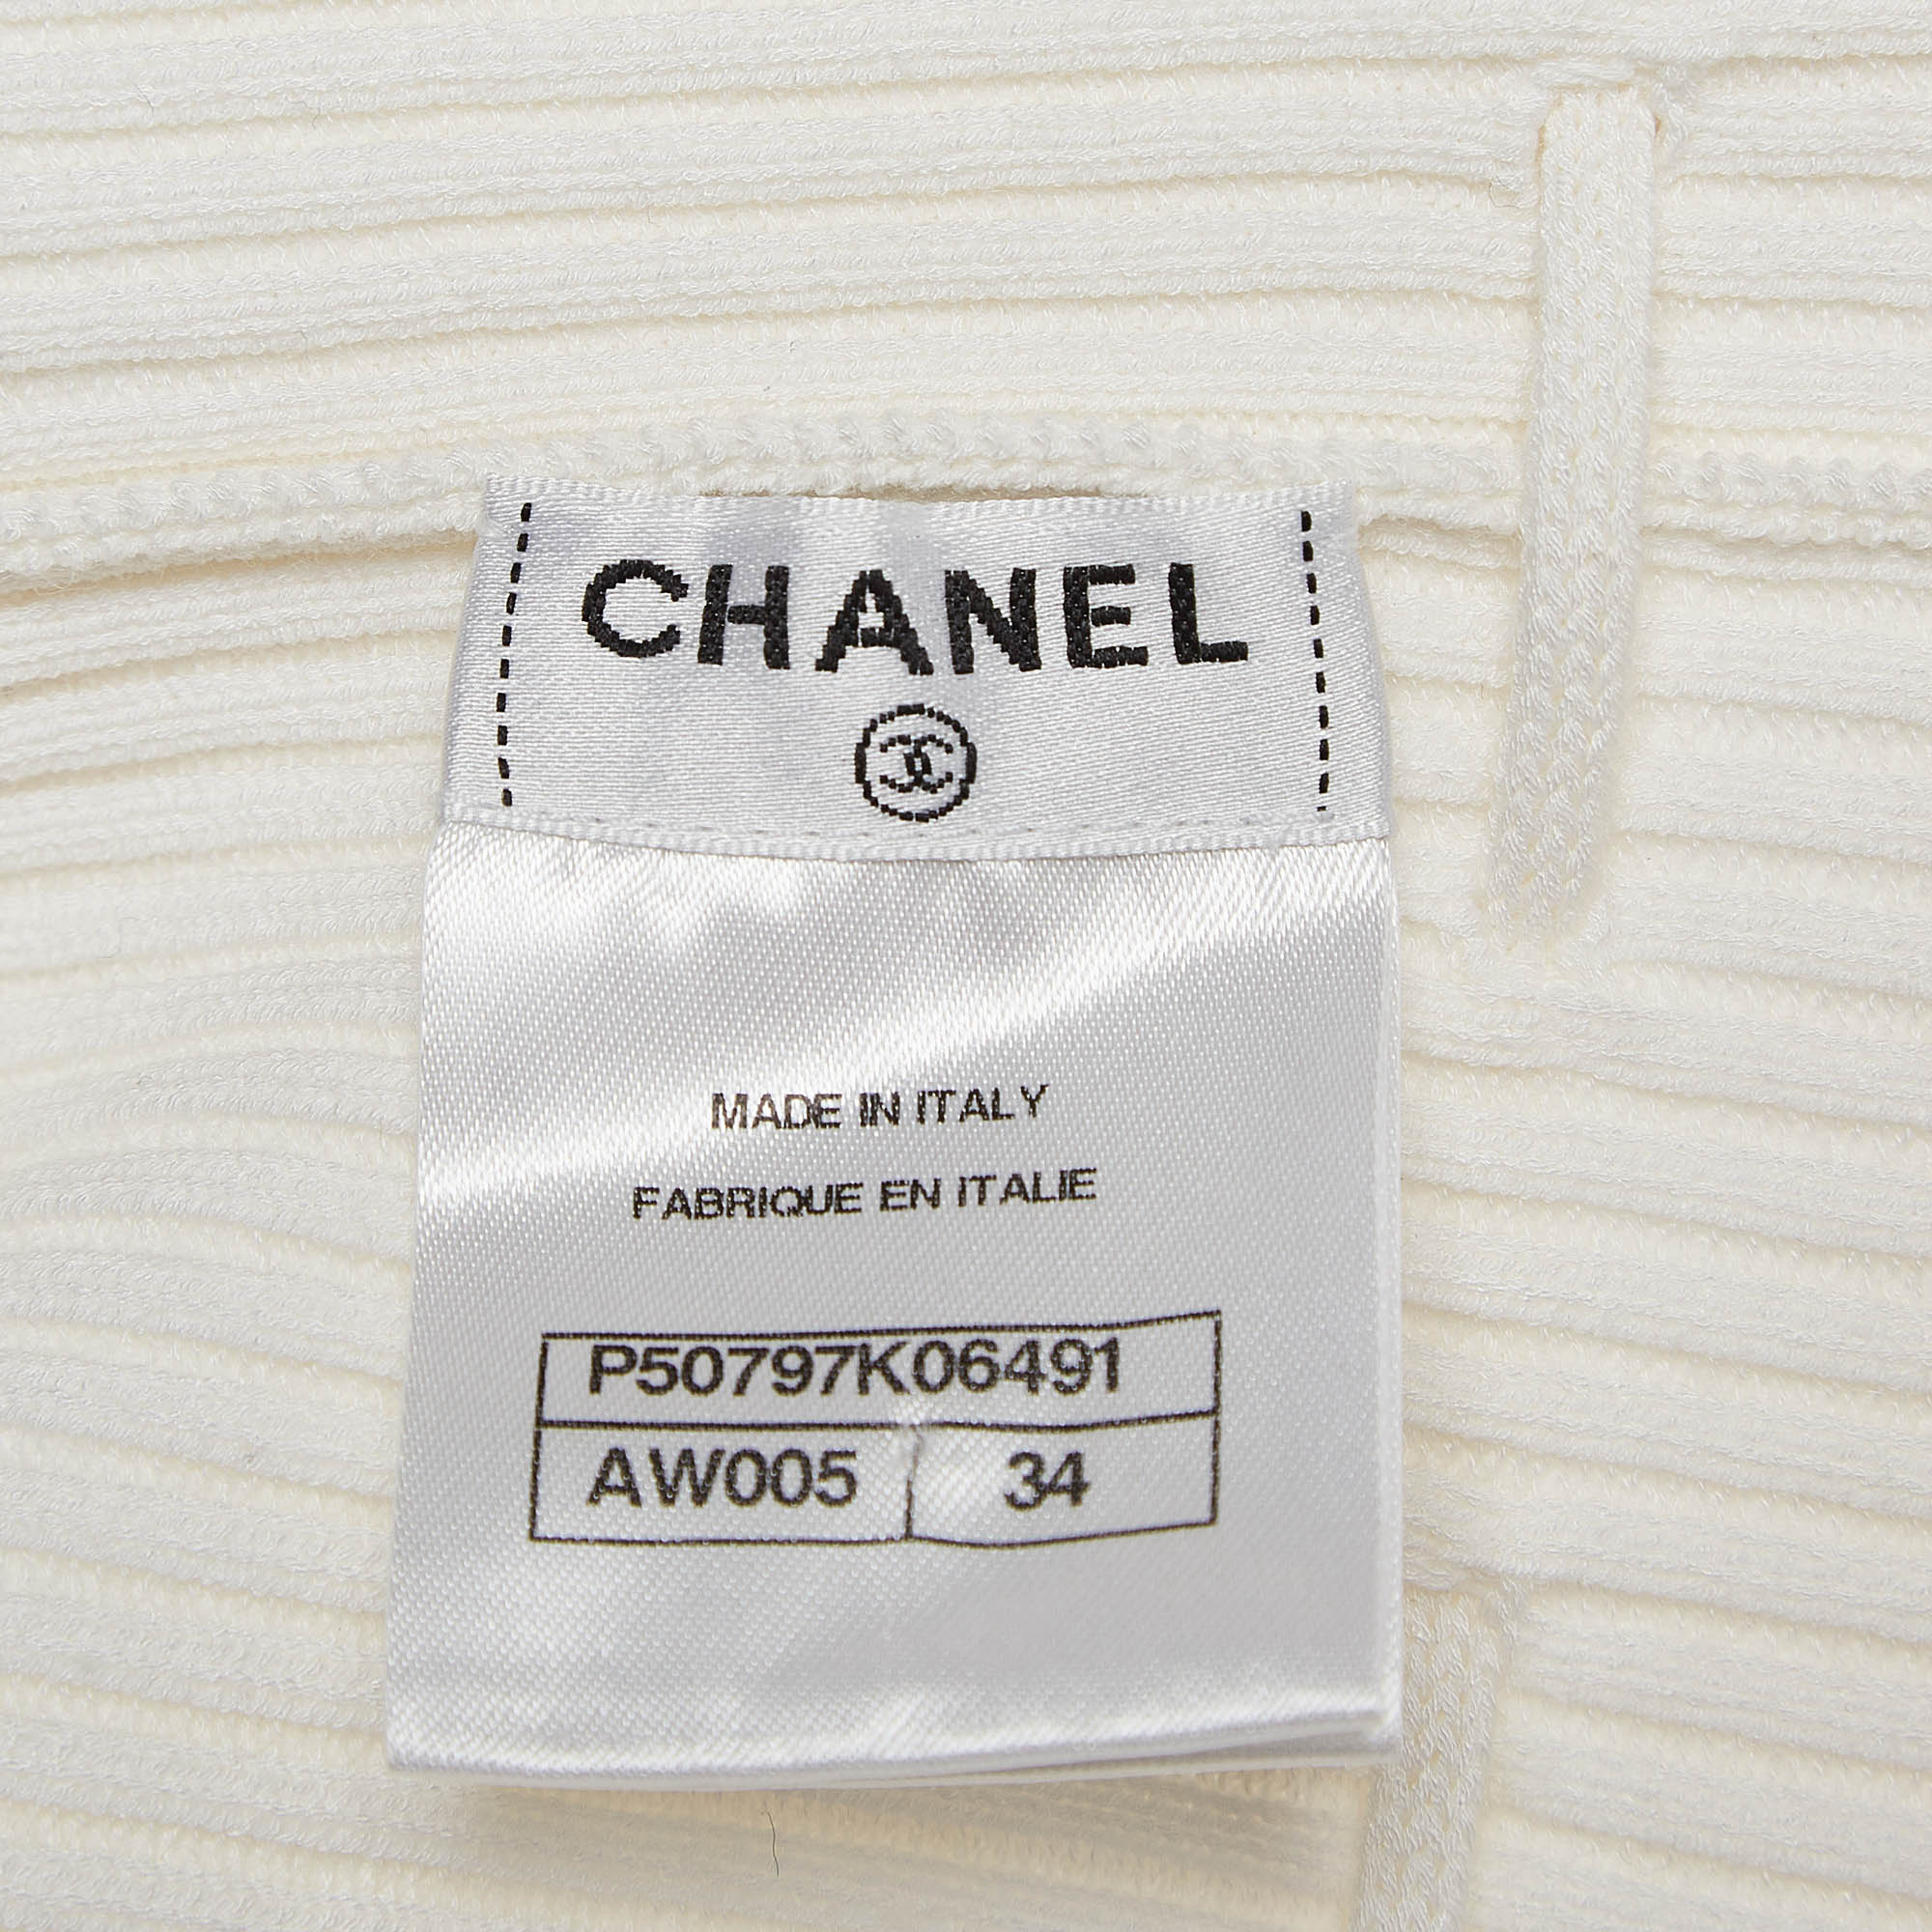 CHANEL
MADE IN ITALY
FABRIQUE EN ITALIE
P50797K06491
AW005 34